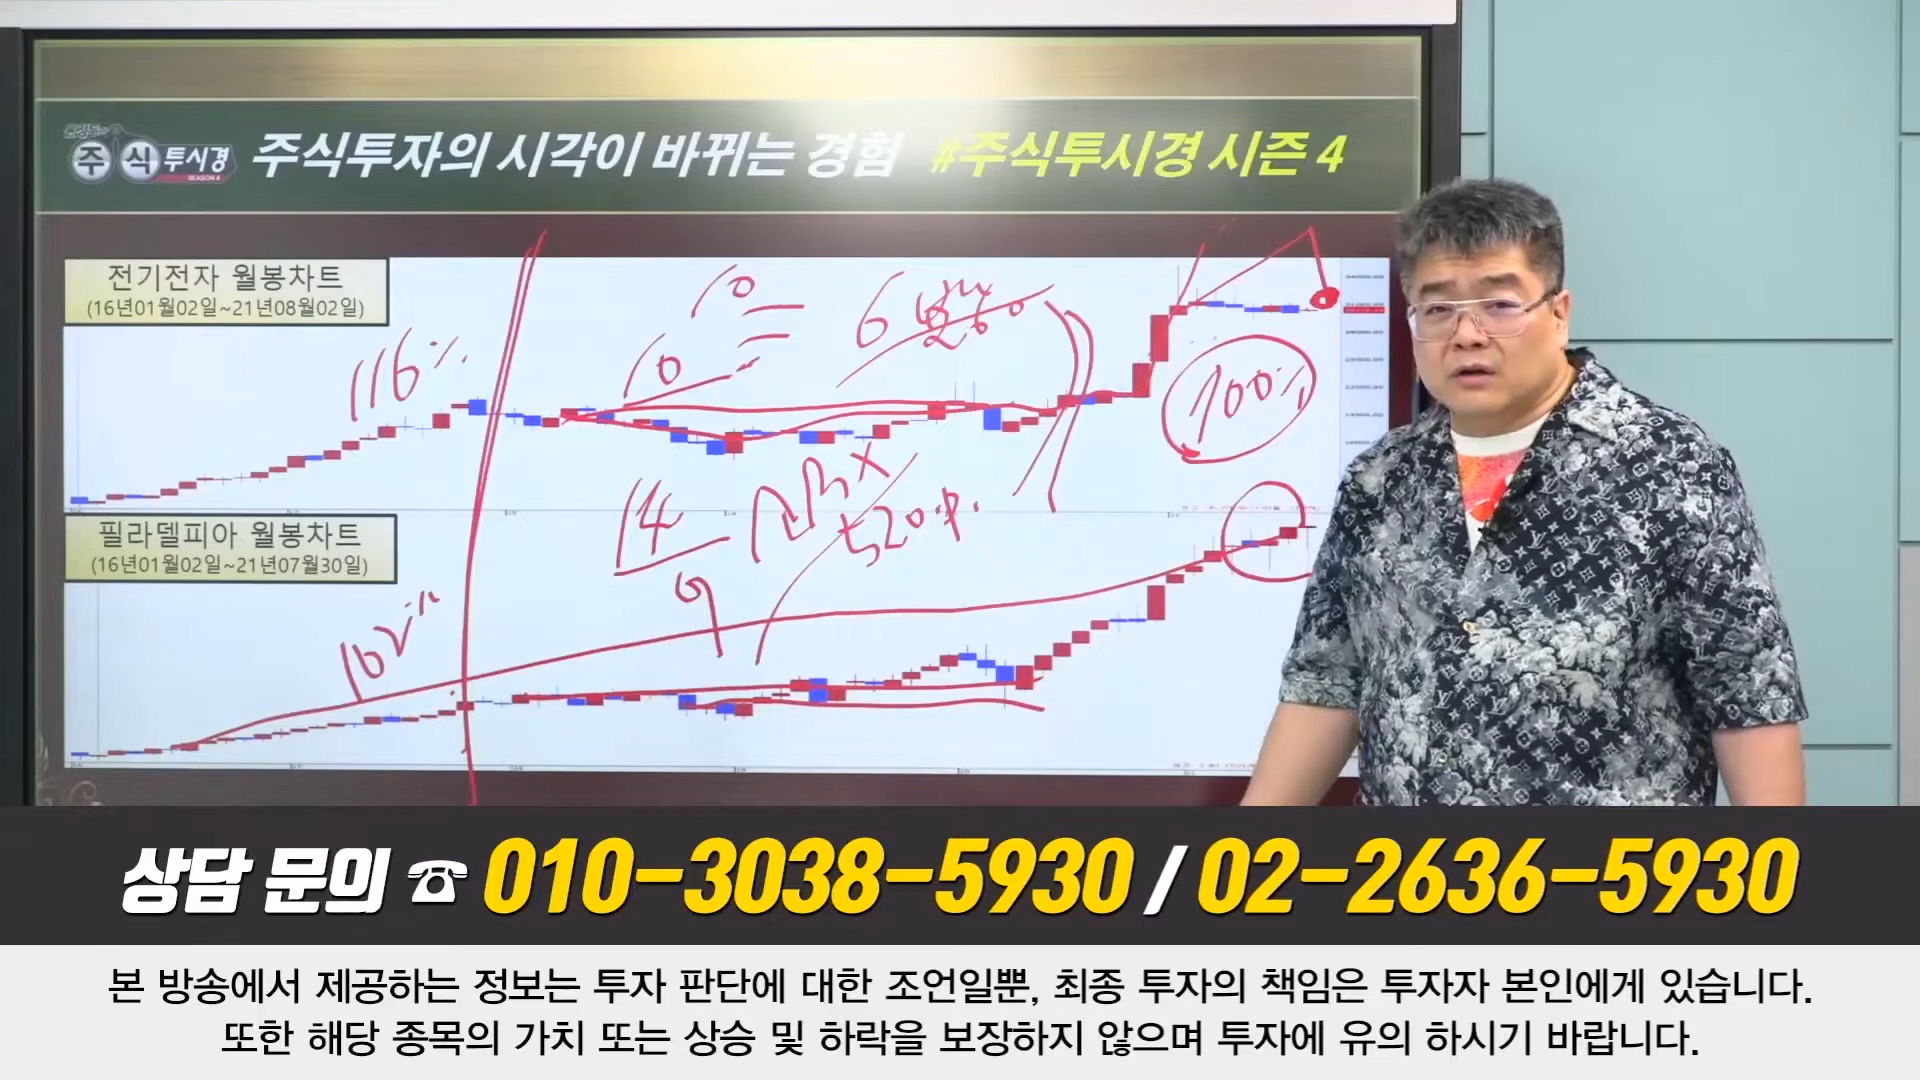 주식투시경
SEASON 4
주식투자의 시각이 바뀌는 경험 #주식투시경 시즌 4
전기전자 월봉차트
(16년01월02일~21년08월02일)
116%
10
10
6
260
100%
14
520.p.
필라델피아 월봉차트
(16년01월02일~21년07월30일)
102%
9
상담 문의 ☎ 010-3038-5930 / 02-2636-5930
본 방송에서 제공하는 정보는 투자 판단에 대한 조언일뿐, 최종 투자의 책임은 투자자 본인에게 있습니다.
또한 해당 종목의 가치 또는 상승 및 하락을 보장하지 않으며 투자에 유의 하시기 바랍니다.